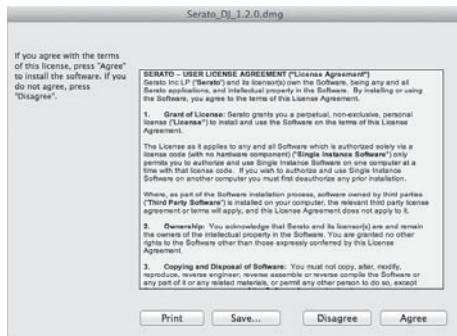 Serato_DJ_1.2.0.dmg
If you agree with the terms
of this license, press "Agree"
to install the software. If you
do not agree, press
"Disagree".
SERATO – USER LICENSE AGREEMENT ("License Agreement")
Serato Inc LP ("Serato") and its licensor(s) own the Software, being any and all
Serato applications, and intellectual property in the Software. By installing or using
the Software, you agree to the terms of this License Agreement.
1. Grant of License: Serato grants you a perpetual, non-exclusive, personal
license ("License") to install and use the Software on the terms of this License
Agreement.
The License as it applies to any and all Software which is authorized solely via a
license code (with no hardware component) ("Single Instance Software") only
permits you to authorize and use Single Instance Software on one computer at a
time with that license code. If you wish to authorize and use Single Instance
Software on another computer you must first deauthorize any prior installation.
Where, as part of the Software installation process, software owned by third parties
("Third Party Software") is installed on your computer, the relevant third party license
agreement or terms will apply, and this License Agreement does not apply to it.
2. Ownership: You acknowledge that Serato and its licensor(s) are and remain
the owners of the intellectual property in the Software. You are granted no other
rights to the Software other than those expressly conferred by this License
Agreement.
3. Copying and Disposal of Software: You must not copy, alter, modify,
reproduce, reverse engineer, reverse assemble or reverse compile the Software or
any part of it or any related materials, or permit any other person to do so, except
Print Save... Disagree Agree